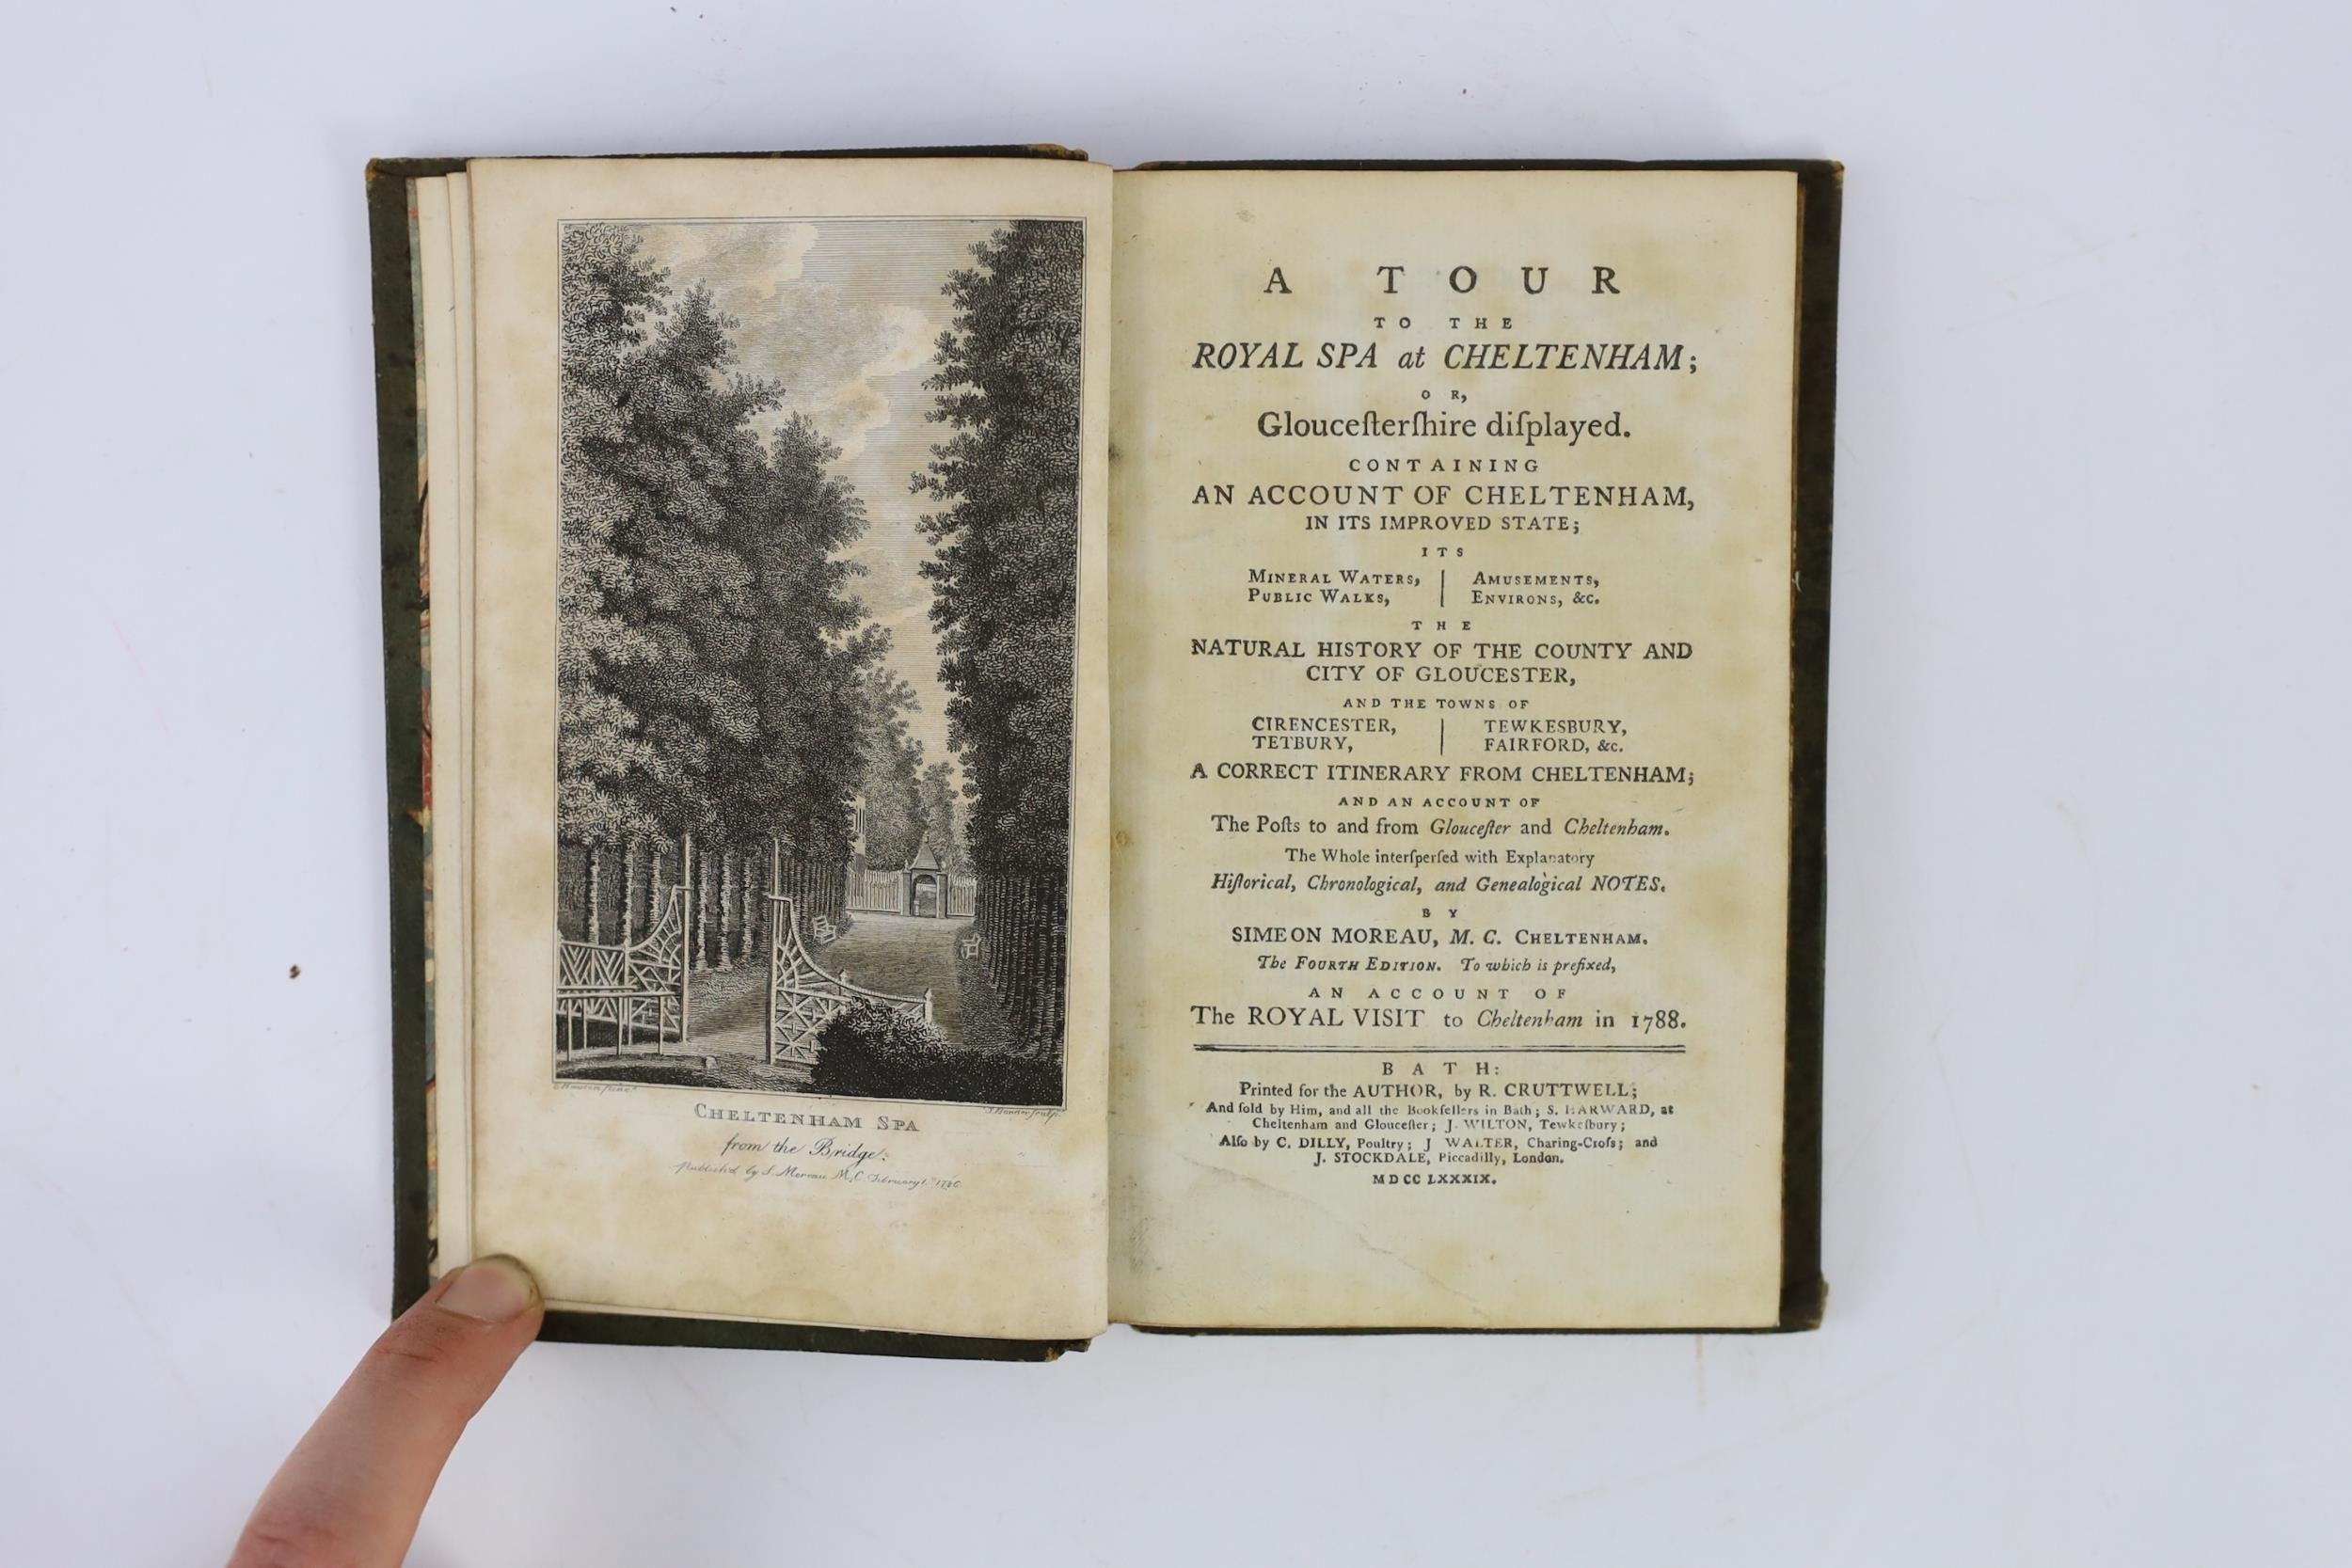 CHELTENHAM SPA
from the Bridge.
Publish'd by S. Moreau M.C. February 1st 1786
A TOUR
TO THE
ROYAL SPA at CHELTENHAM;
OR,
Glouceſterſhire diſplayed.
CONTAINING
AN ACCOUNT OF CHELTENHAM,
IN ITS IMPROVED STATE;
ITS
MINERAL WATERS, | AMUSEMENTS,
PUBLIC WALKS, | ENVIRONS, &c.
THE
NATURAL HISTORY OF THE COUNTY AND
CITY OF GLOUCESTER,
AND THE TOWNS OF
CIRENCESTER, | TEWKESBURY,
TETBURY, | FAIRFORD, &c.
A CORRECT ITINERARY FROM CHELTENHAM;
AND AN ACCOUNT OF
The Poſts to and from Glouceſter and Cheltenham.
The Whole interſperſed with Explanatory
Hiſtorical, Chronological, and Genealogical NOTES.
BY
SIMEON MOREAU, M. C. CHELTENHAM.
The FOURTH EDITION. To which is prefixed,
AN ACCOUNT OF
The ROYAL VISIT to Cheltenham in 1788.
BATH:
Printed for the AUTHOR, by R. CRUTTWELL;
And ſold by Him, and all the Bookſellers in Bath; S. HARWARD, at
Cheltenham and Glouceſter; J. WILTON, Tewkeſbury;
Alſo by C. DILLY, Poultry; J WALTER, Charing-Croſs; and
J. STOCKDALE, Piccadilly, London.
MDCC LXXXIX.